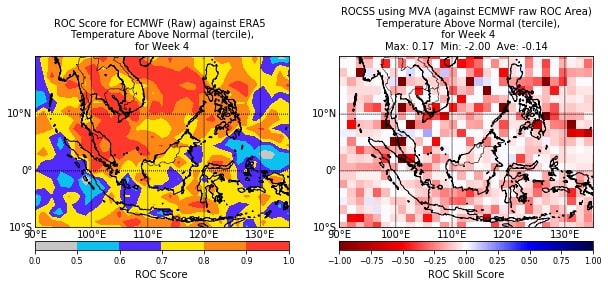 ROC Score for ECMWF (Raw) against ERA5
Temperature Above Normal (tercile),
for Week 4
10°N
0°
10°S
90°E 100°E 110°E 120°E 130°E
0.0 0.5 0.6 0.7 0.8 0.9 1.0
ROC Score
ROCSS using MVA (against ECMWF raw ROC Area)
Temperature Above Normal (tercile),
for Week 4
Max: 0.17 Min: -2.00 Ave: -0.14
10°N
0°
10°S
90°E 100°E 110°E 120°E 130°E
−1.00 −0.75 −0.50 −0.25 0.00 0.25 0.50 0.75 1.00
ROC Skill Score